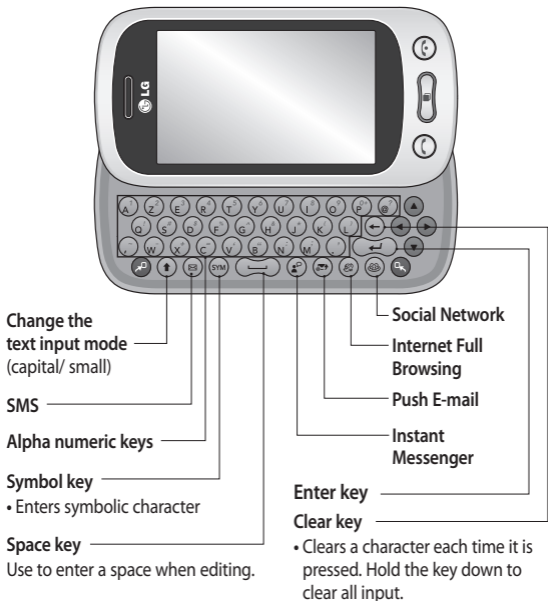 LG
A Z E R T Y U I O P @
Q S D F G H J K L
W X C V B N M
SYM
Change the
text input mode
(capital/ small)
SMS
Alpha numeric keys
Symbol key
• Enters symbolic character
Space key
Use to enter a space when editing.
Social Network
Internet Full
Browsing
Push E-mail
Instant
Messenger
Enter key
Clear key
• Clears a character each time it is
pressed. Hold the key down to
clear all input.